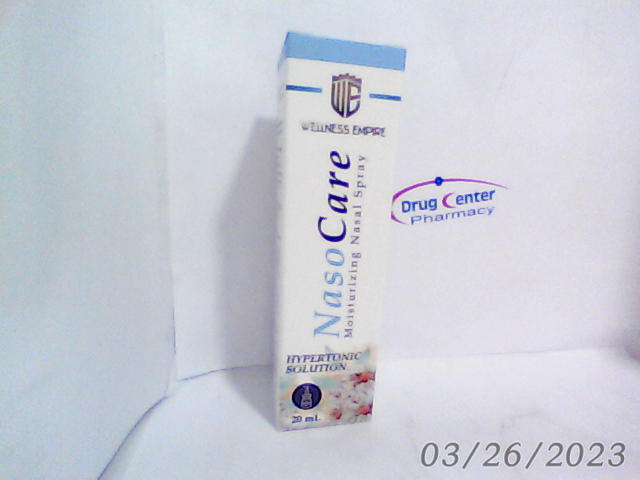 WE
WELLNESS EMPIRE
NasoCare
Moisturizing Nasal Spray
HYPERTONIC
SOLUTION
20 ml
Drug Center
Pharmacy
03/26/2023